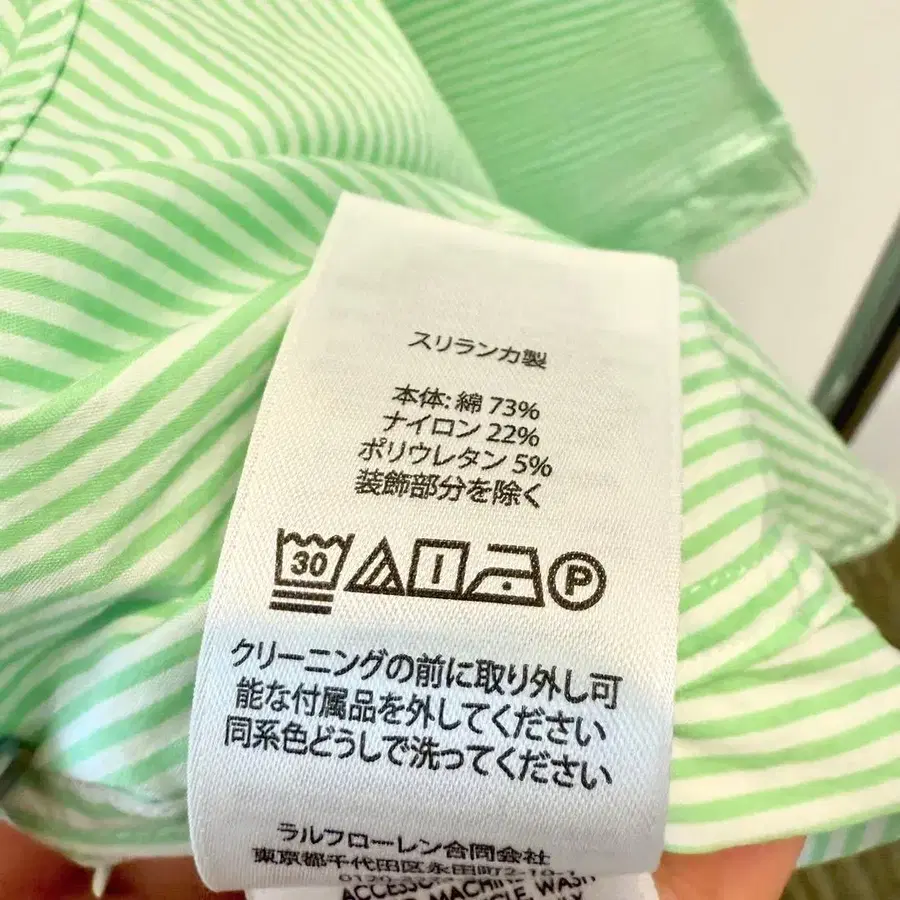 スリランカ製
本体: 綿 73%
ナイロン 22%
ポリウレタン 5%
装飾部分を除く
30 P
クリーニングの前に取り外し可
能な付属品を外してください
同系色どうしで洗ってください
ラルフローレン合同会社
東京都千代田区永田町2-10-
MACHINE WASH